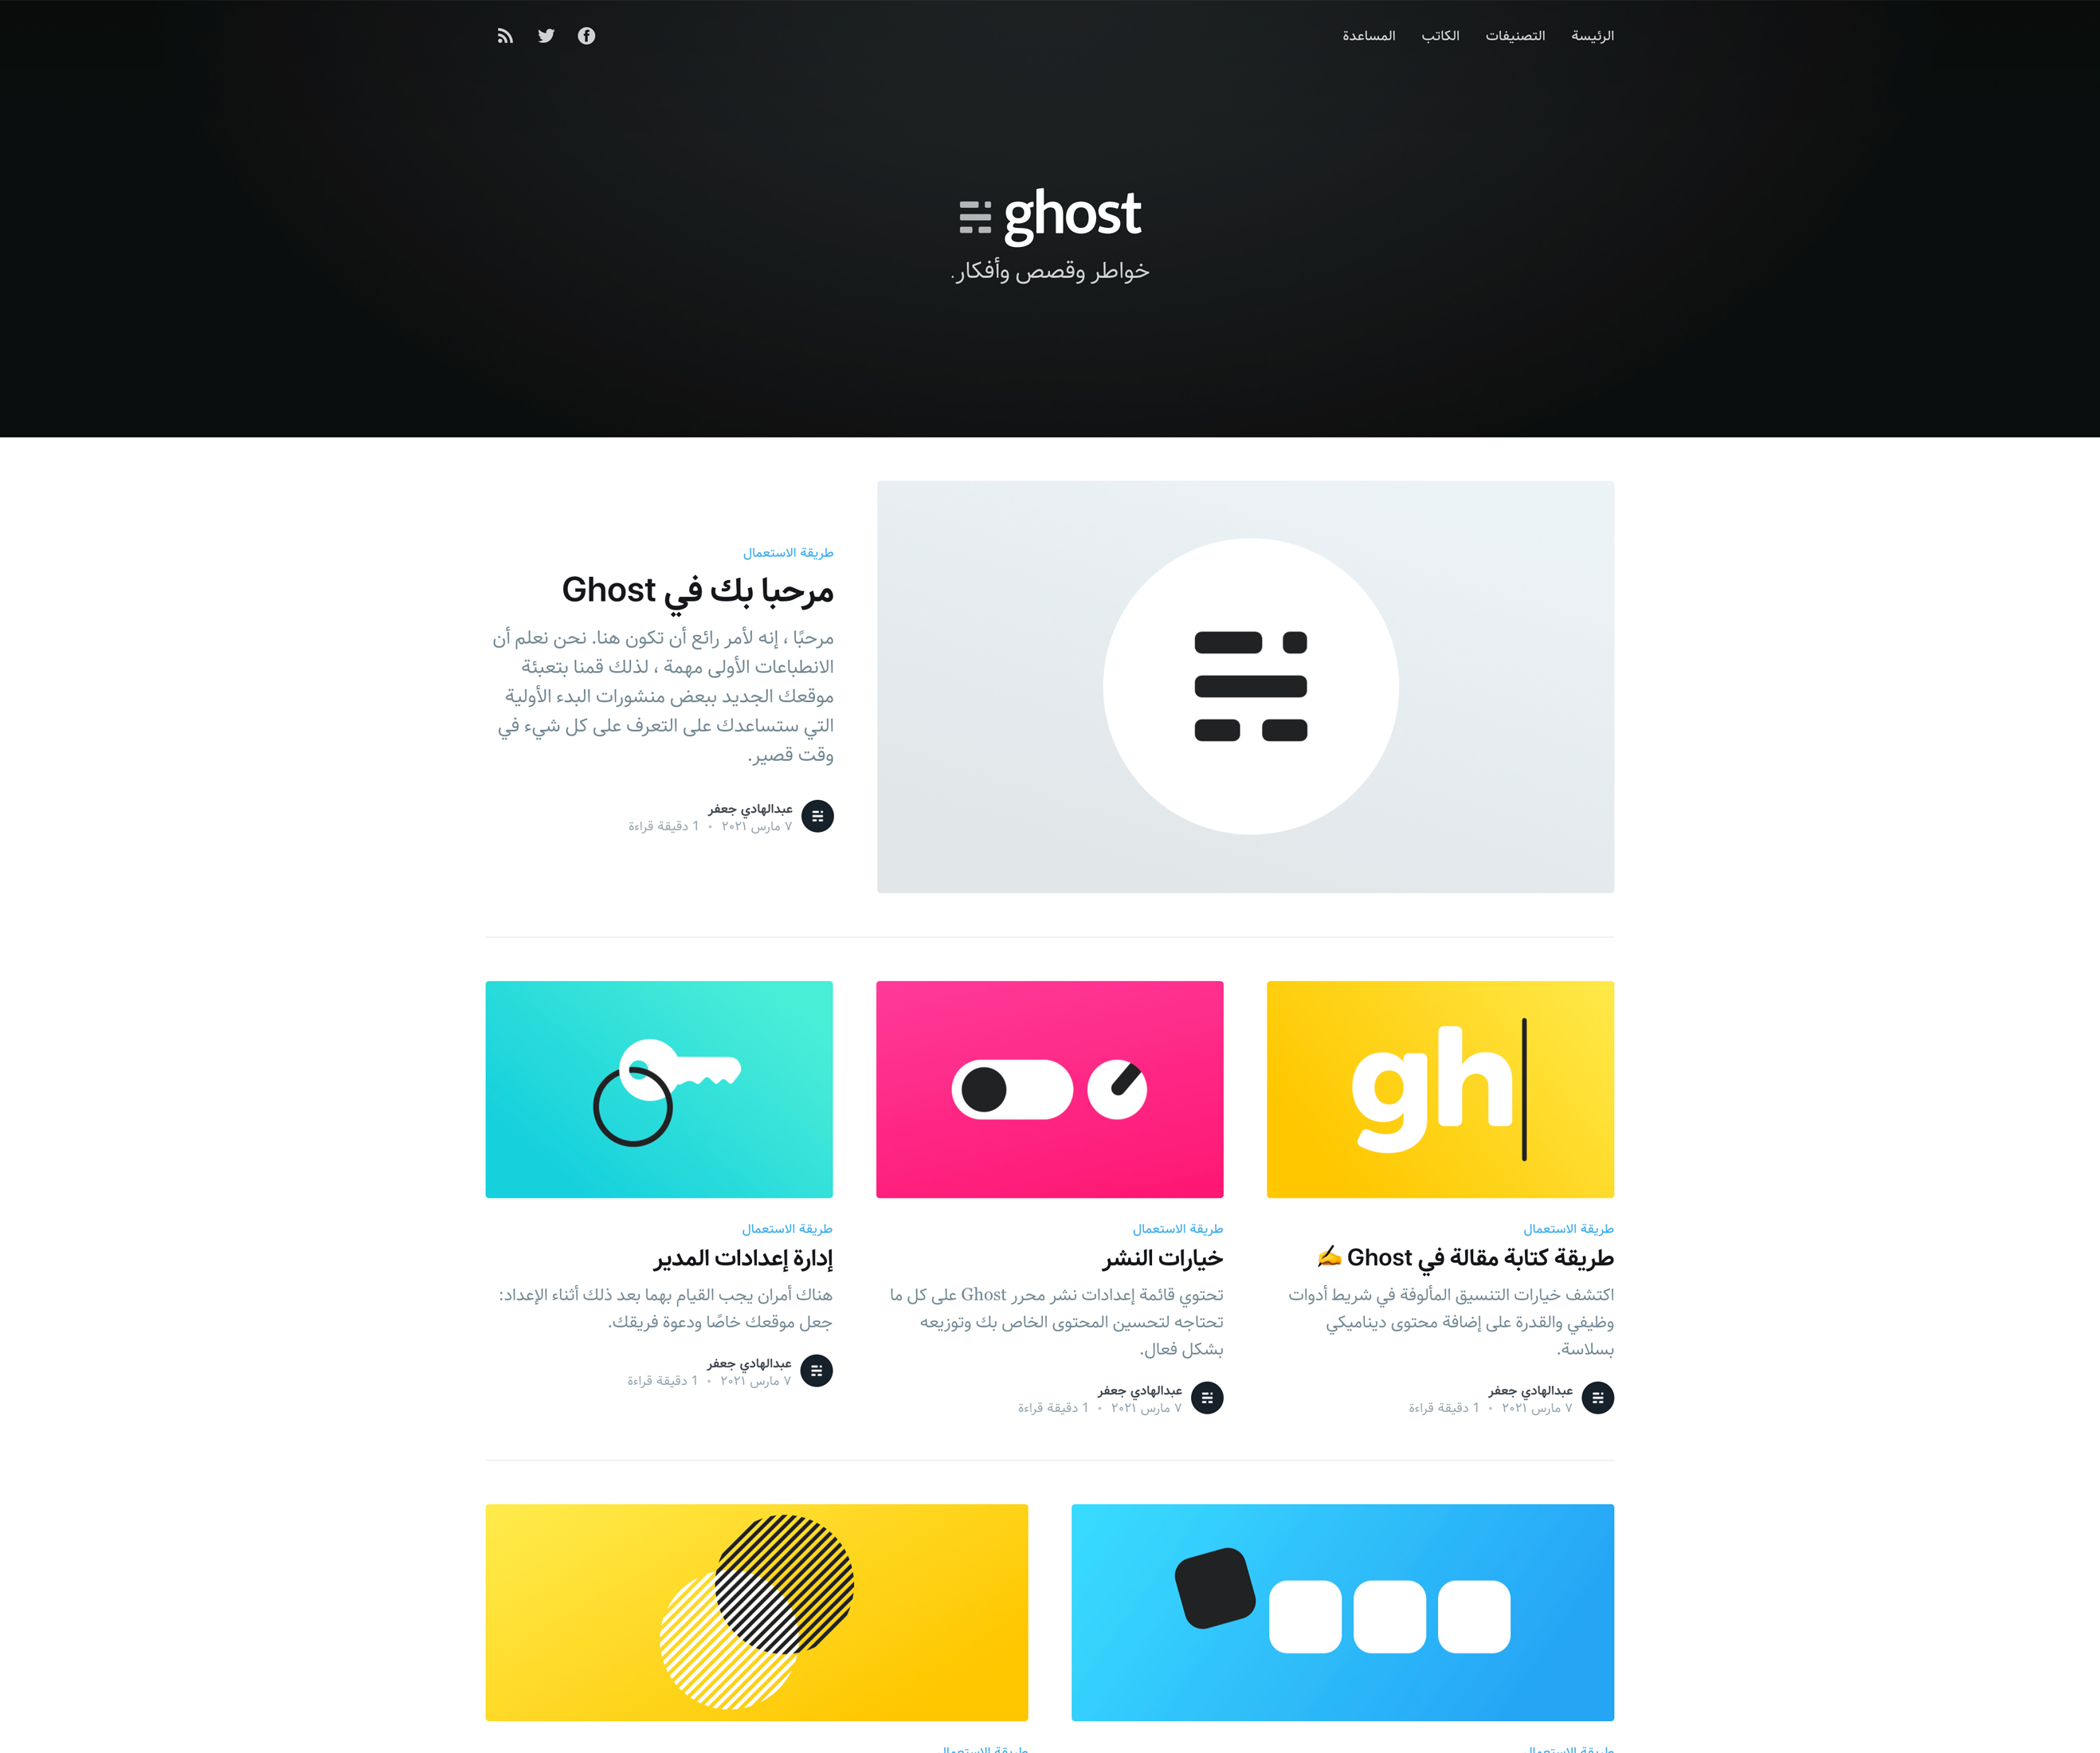 الرئيسة
التصنيفات
الكاتب
المساعدة
ghost
خواطر وقصص وأفكار.
طريقة الاستعمال
مرحبا بك في Ghost
مرحبًا ، إنه لأمر رائع أن تكون هنا. نحن نعلم أن
الانطباعات الأولى مهمة ، لذلك قمنا بتعبئة
موقعك الجديد ببعض منشورات البدء الأولية
التي ستساعدك على التعرف على كل شيء في
وقت قصير.
عبدالهادي جعفر
٧ مارس ٢٠٢١ • 1 دقيقة قراءة
gh
طريقة الاستعمال
طريقة كتابة مقالة في Ghost ✍️
اكتشف خيارات التنسيق المألوفة في شريط أدوات
وظيفي والقدرة على إضافة محتوى ديناميكي
بسلاسة.
عبدالهادي جعفر
٧ مارس ٢٠٢١ • 1 دقيقة قراءة
طريقة الاستعمال
خيارات النشر
تحتوي قائمة إعدادات نشر محرر Ghost على كل ما
تحتاجه لتحسين المحتوى الخاص بك وتوزيعه
بشكل فعال.
عبدالهادي جعفر
٧ مارس ٢٠٢١ • 1 دقيقة قراءة
طريقة الاستعمال
إدارة إعدادات المدير
هناك أمران يجب القيام بهما بعد ذلك أثناء الإعداد:
جعل موقعك خاصًا ودعوة فريقك.
عبدالهادي جعفر
٧ مارس ٢٠٢١ • 1 دقيقة قراءة
طريقة الاستعمال
طريقة الاستعمال